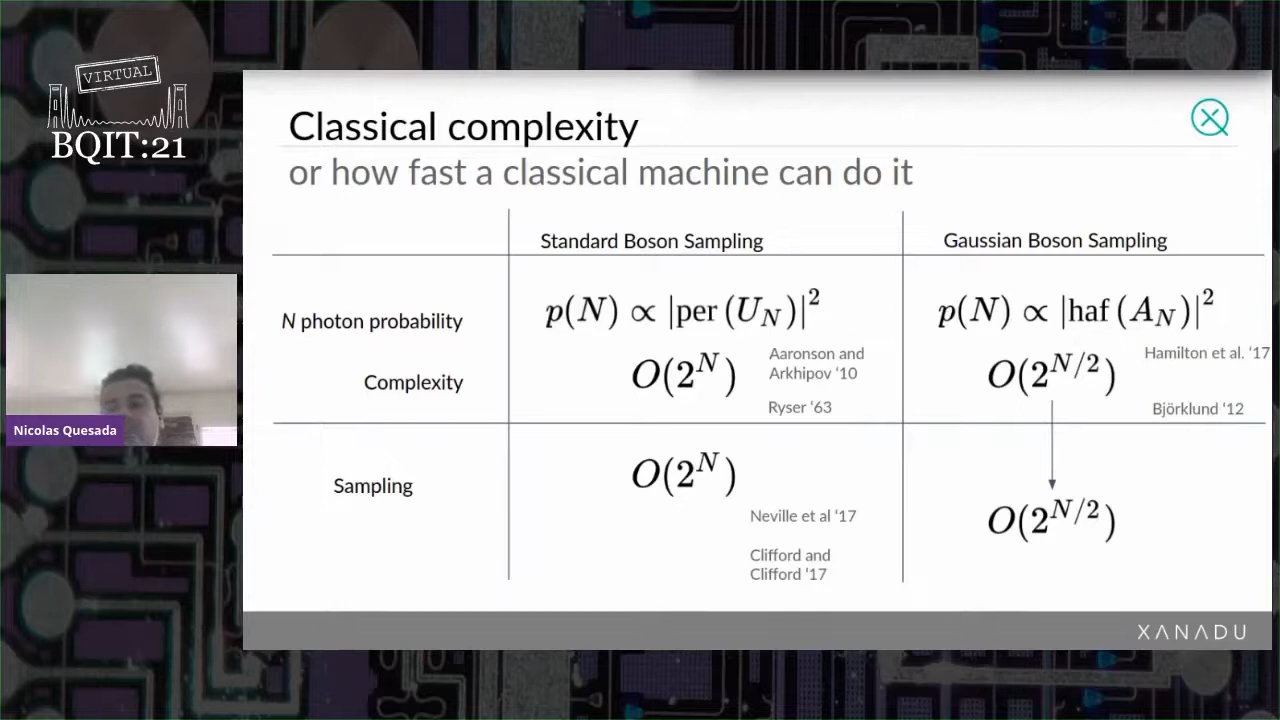 VIRTUAL
BQIT:21
Nicolas Quesada
Classical complexity
or how fast a classical machine can do it
Standard Boson Sampling
Gaussian Boson Sampling
N photon probability
p(N) ∝ |per (U_N)|^2
p(N) ∝ |haf (A_N)|^2
Complexity
O(2^N)
Aaronson and
Arkhipov ‘10
Ryser ‘63
O(2^{N/2})
Hamilton et al. ‘17
Björklund ‘12
Sampling
O(2^N)
Neville et al ‘17
Clifford and
Clifford ‘17
O(2^{N/2})
XANADU